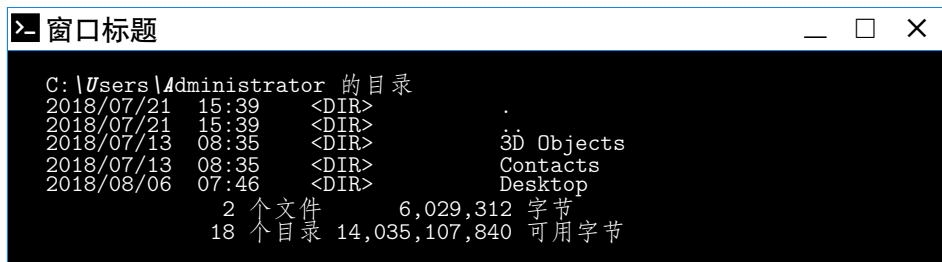 窗口标题
C:\Users\Administrator 的目录
2018/07/21  15:39    <DIR>          .
2018/07/21  15:39    <DIR>          ..
2018/07/13  08:35    <DIR>          3D Objects
2018/07/13  08:35    <DIR>          Contacts
2018/08/06  07:46    <DIR>          Desktop
2 个文件      6,029,312 字节
18 个目录 14,035,107,840 可用字节